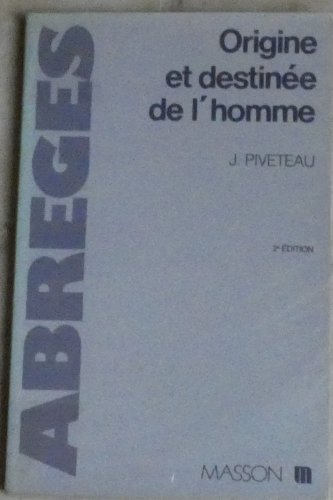 ABREGES
Origine
et destinée
de l'homme
J. PIVETEAU
2e ÉDITION
MASSON m